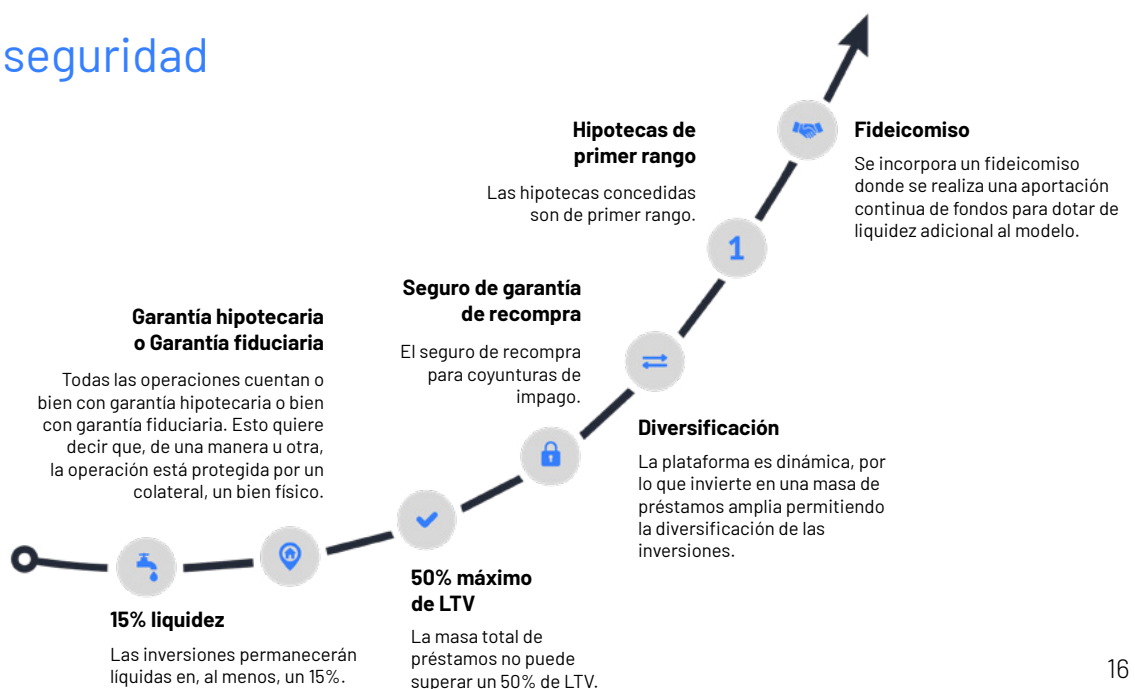 seguridad
Hipotecas de
primer rango
Las hipotecas concedidas
son de primer rango.
Fideicomiso
Se incorpora un fideicomiso
donde se realiza una aportación
continua de fondos para dotar de
liquidez adicional al modelo.
1
Seguro de garantía
de recompra
El seguro de recompra
para coyunturas de
impago.
Garantía hipotecaria
o Garantía fiduciaria
Todas las operaciones cuentan o
bien con garantía hipotecaria o bien
con garantía fiduciaria. Esto quiere
decir que, de una manera u otra,
la operación está protegida por un
colateral, un bien físico.
Diversificación
La plataforma es dinámica, por
lo que invierte en una masa de
préstamos amplia permitiendo
la diversificación de las
inversiones.
50% máximo
de LTV
La masa total de
préstamos no puede
superar un 50% de LTV.
15% liquidez
Las inversiones permanecerán
líquidas en, al menos, un 15%.
16